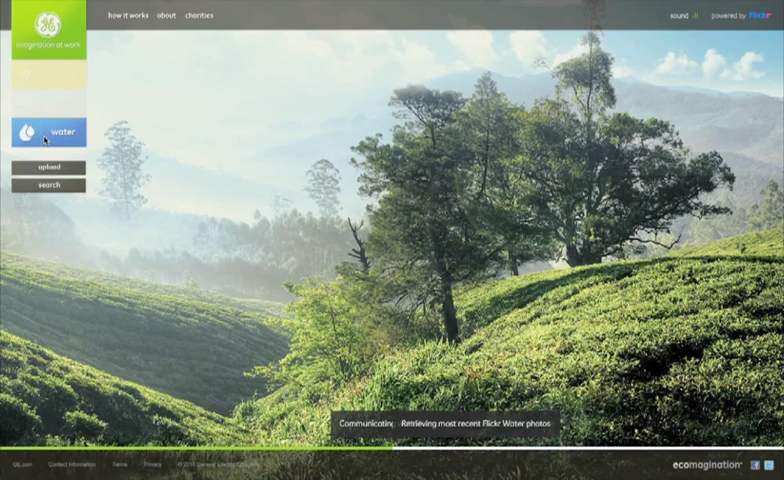 how it works about charities
sound
powered by flickr
imagination at work
water
upload
search
Retrieving most recent Flickr Water photos
GE.com Contact Information Terms Privacy
ecomagination